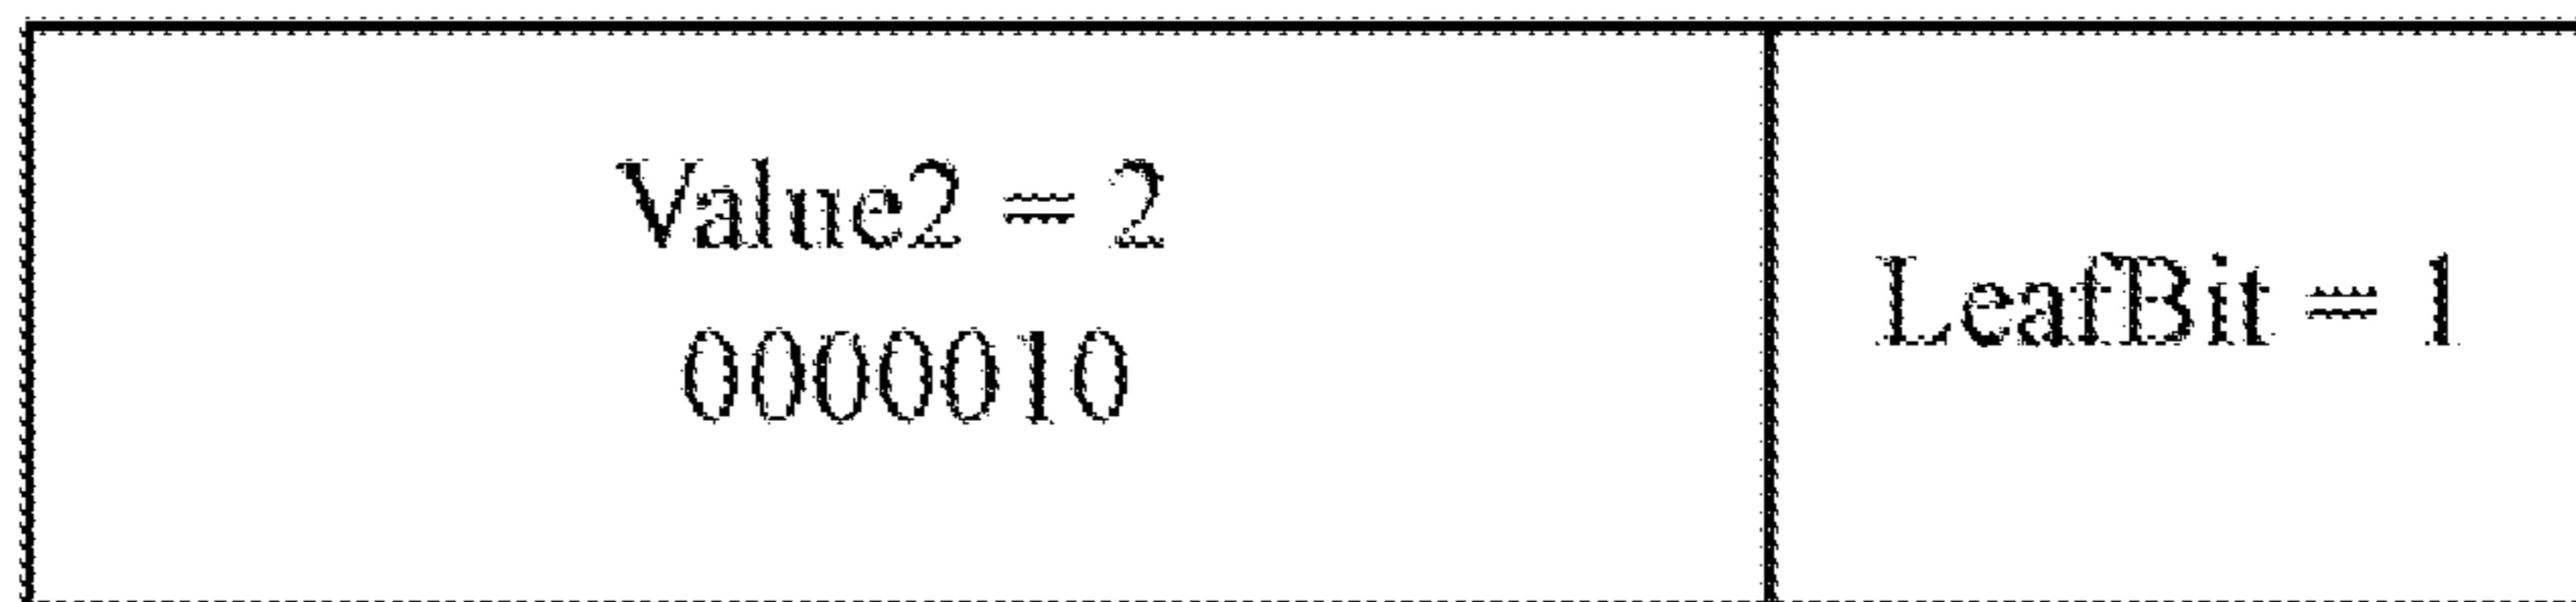 Value2 = 2
0000010
LeafBit = 1